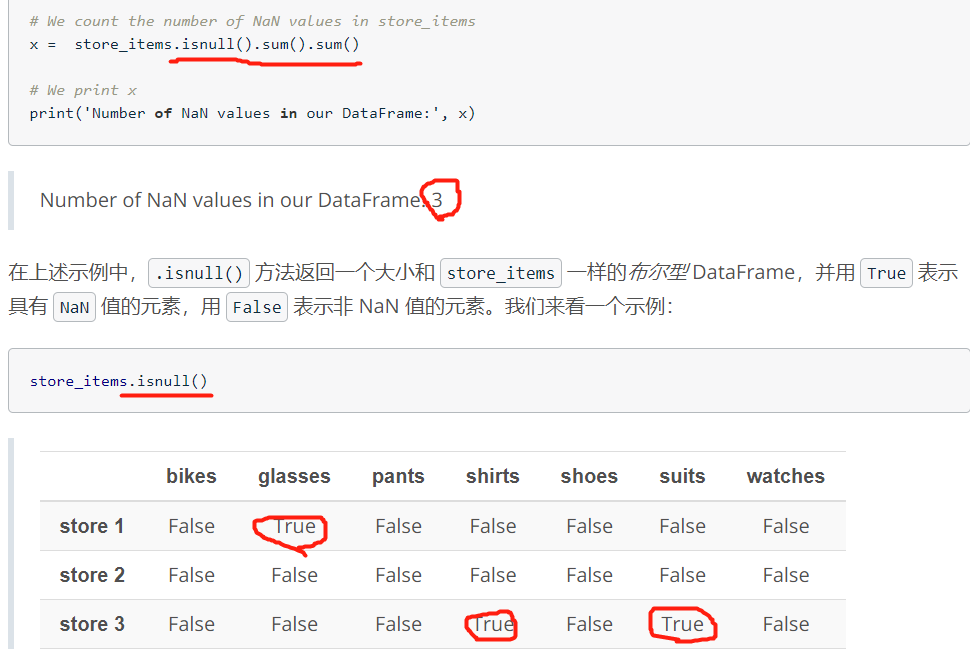 # We count the number of NaN values in store_items
x =  store_items.isnull().sum().sum()
# We print x
print('Number of NaN values in our DataFrame:', x)
Number of NaN values in our DataFrame: 3
在上述示例中，.isnull() 方法返回一个大小和 store_items 一样的布尔型 DataFrame，并用 True 表示
具有 NaN 值的元素，用 False 表示非 NaN 值的元素。我们来看一个示例：
store_items.isnull()
bikes glasses pants shirts shoes suits watches
store 1 False True False False False False False
store 2 False False False False False False False
store 3 False False False True False True False